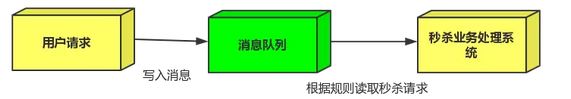 用户请求
消息队列
秒杀业务处理系
统
写入消息
根据规则读取秒杀请求